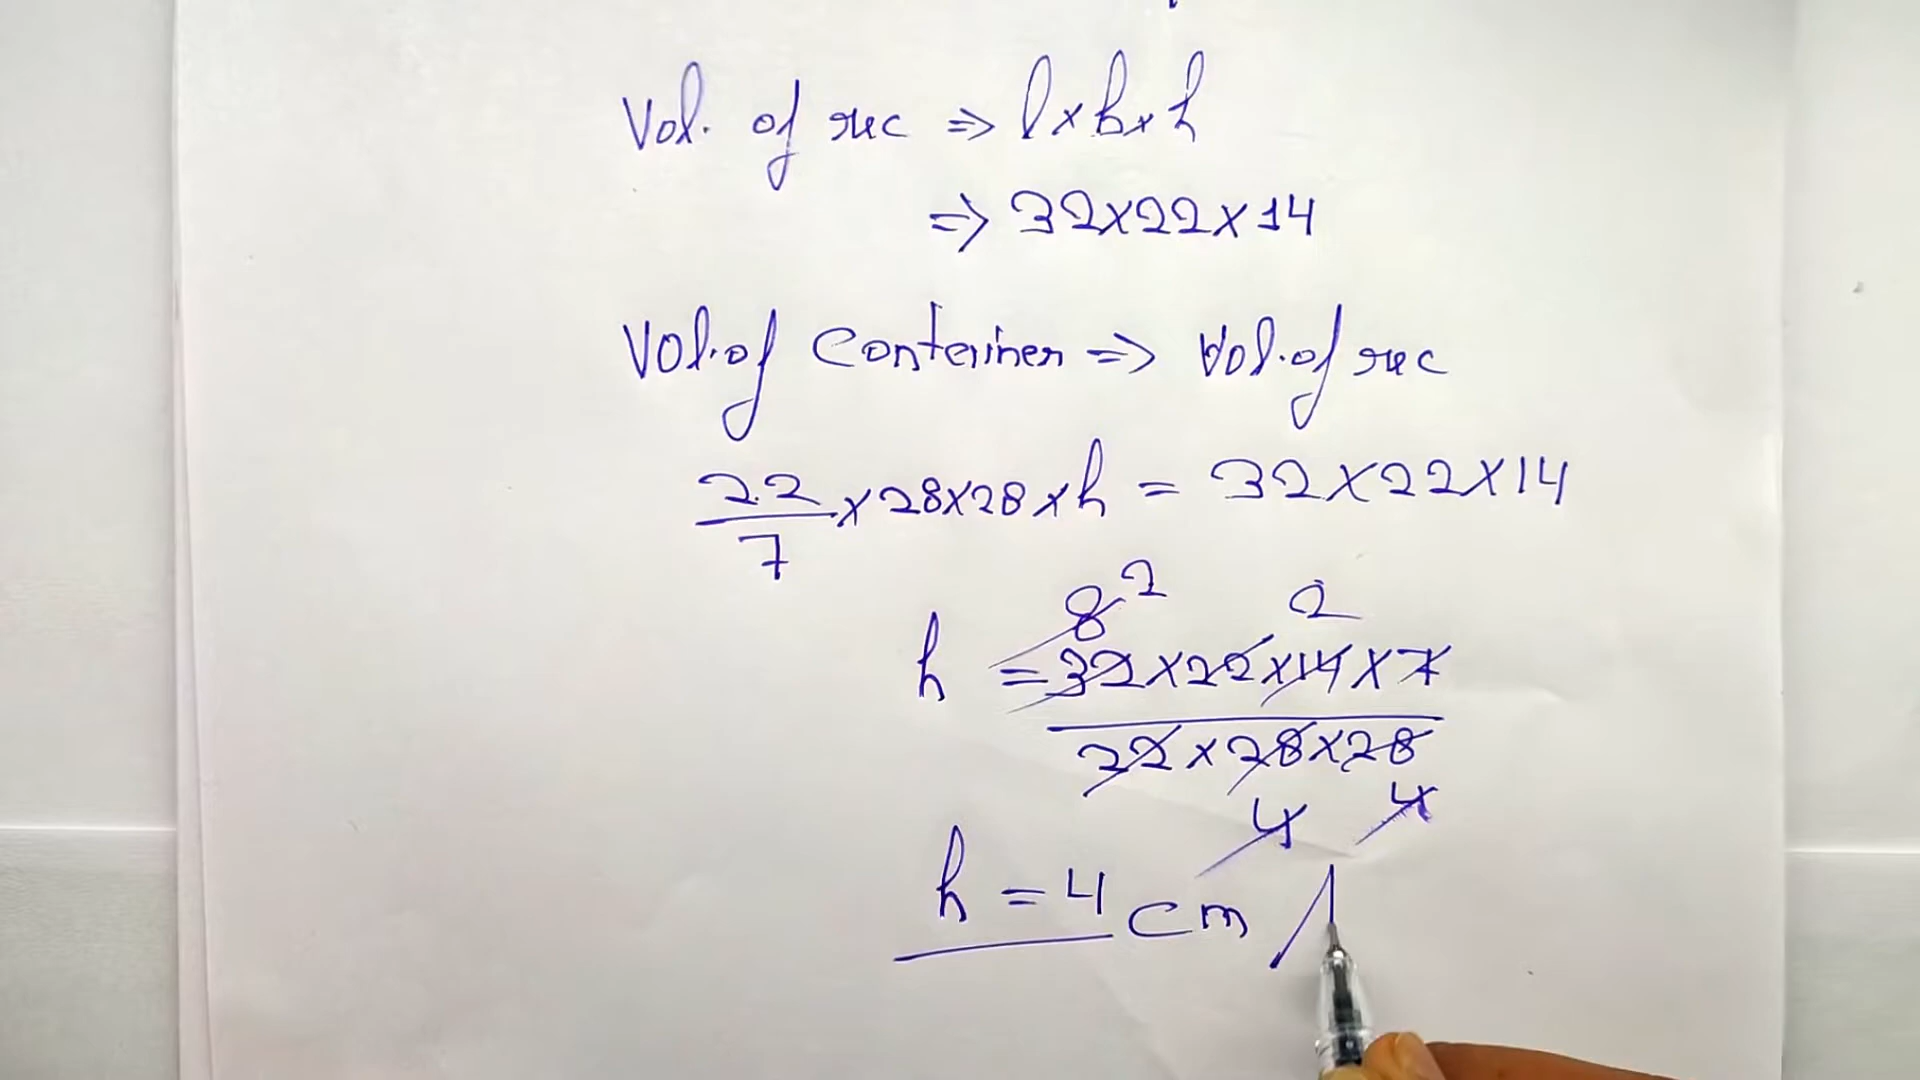 Vol. of rec ⇒ l×b×h
⇒ 32×22×14
Vol. of Container ⇒ Vol. of rec
22/7 ×28×28×h = 32×22×14
8 2 2
h = 32×22×14×7
22×28×28
4 4
h = 4 cm